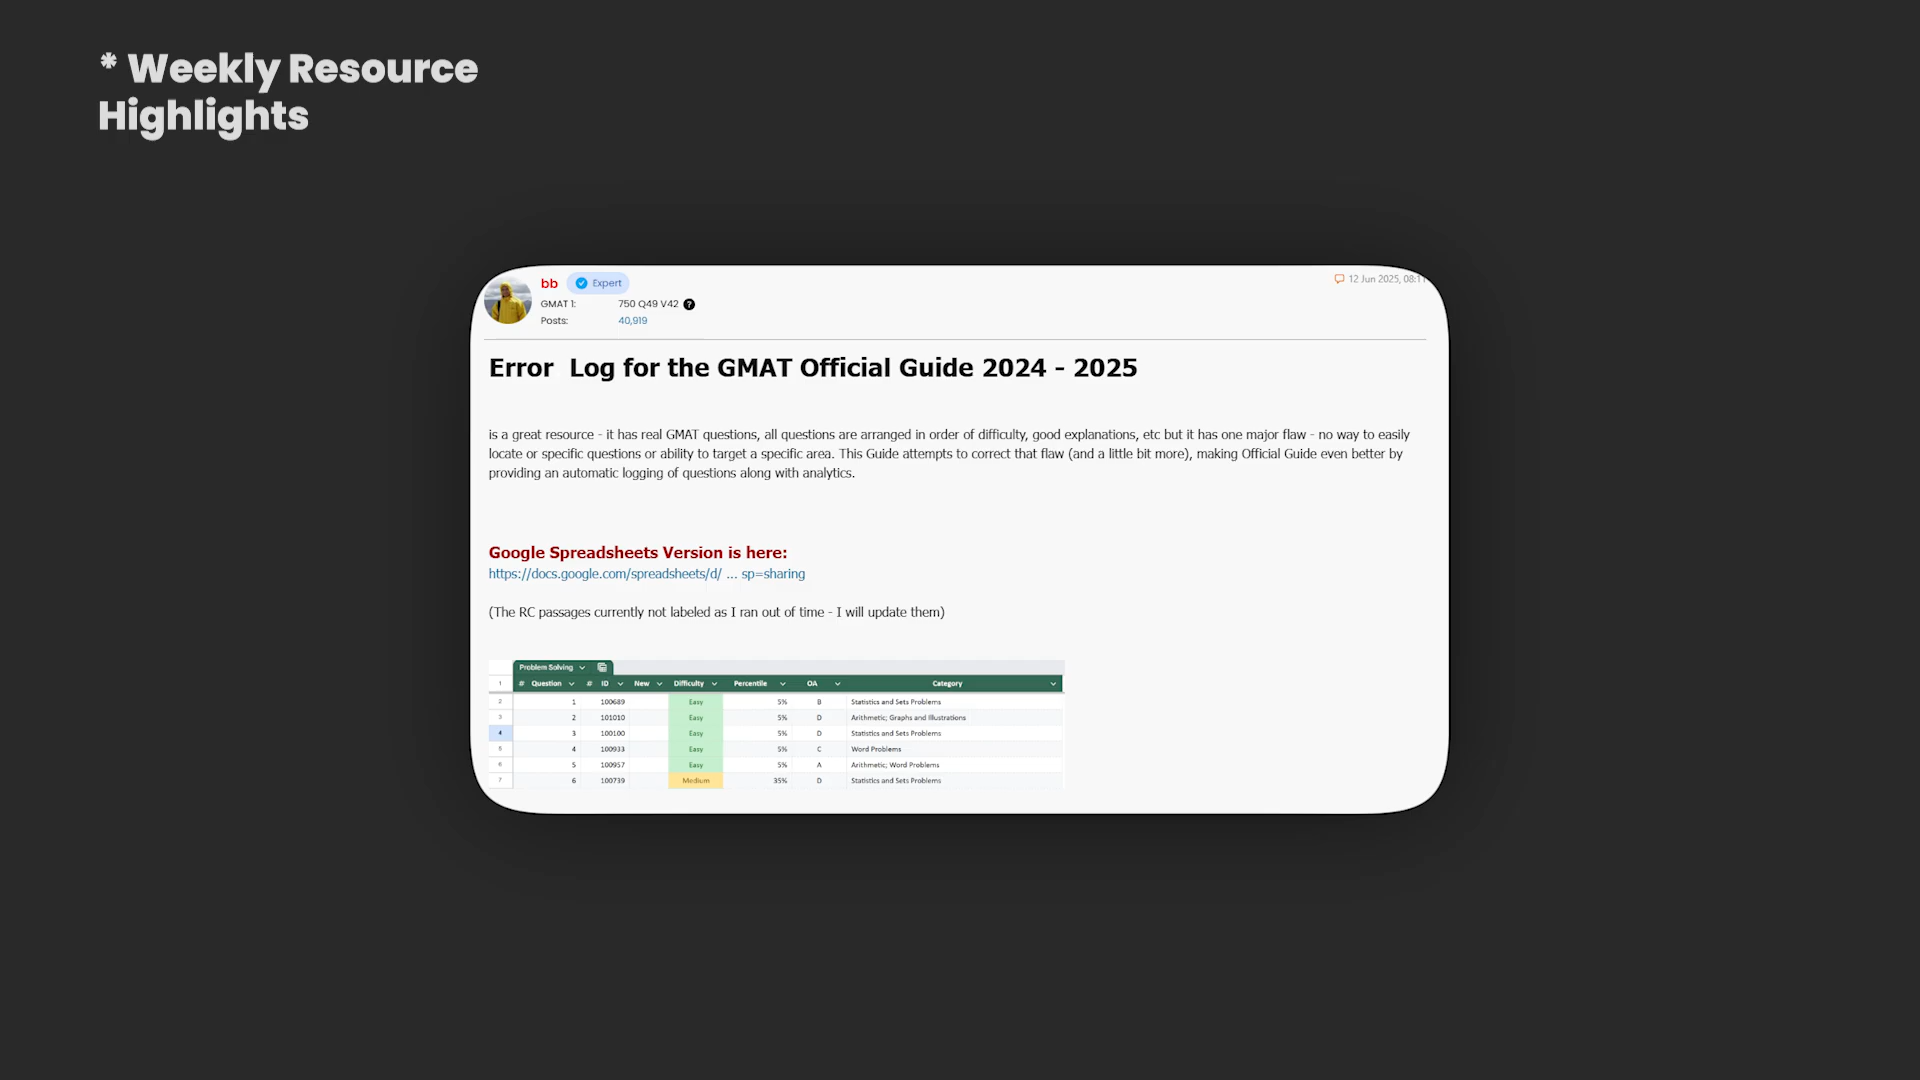 * Weekly Resource
Highlights
bb Expert
12 Jun 2025, 08:11
GMAT 1: 750 Q49 V42 ?
Posts: 40,919
Error Log for the GMAT Official Guide 2024 - 2025
is a great resource - it has real GMAT questions, all questions are arranged in order of difficulty, good explanations, etc but it has one major flaw - no way to easily
locate or specific questions or ability to target a specific area. This Guide attempts to correct that flaw (and a little bit more), making Official Guide even better by
providing an automatic logging of questions along with analytics.
Google Spreadsheets Version is here:
https://docs.google.com/spreadsheets/d/ ... sp=sharing
(The RC passages currently not labeled as I ran out of time - I will update them)
Problem Solving
1 # Question # ID New Difficulty Percentile OA Category
2 1 100689 Easy 5% B Statistics and Sets Problems
3 2 101010 Easy 5% D Arithmetic; Graphs and Illustrations
4 3 100100 Easy 5% D Statistics and Sets Problems
5 4 100933 Easy 5% C Word Problems
6 5 100957 Easy 5% A Arithmetic; Word Problems
7 6 100739 Medium 35% D Statistics and Sets Problems